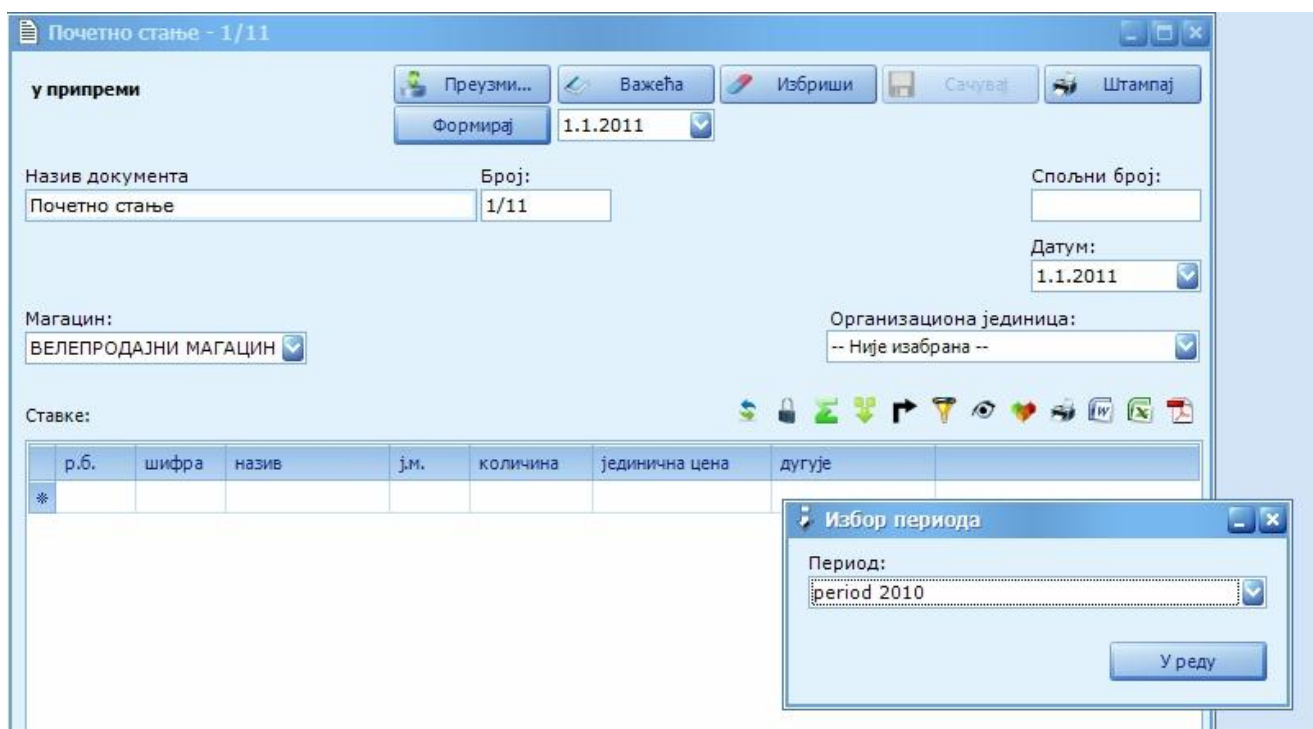 Почетно стање - 1/11
у припреми
Преузми... Важећа Избриши Сачувај Штампај
Формирај 1.1.2011
Назив документа Број: Спољни број:
Почетно стање 1/11
Датум:
1.1.2011
Магацин: Организациона јединица:
ВЕЛЕПРОДАЈНИ МАГАЦИН -- Није изабрана --
Ставке:
р.б. шифра назив ј.м. количина јединична цена дугује
Избор периода
Период:
period 2010
У реду